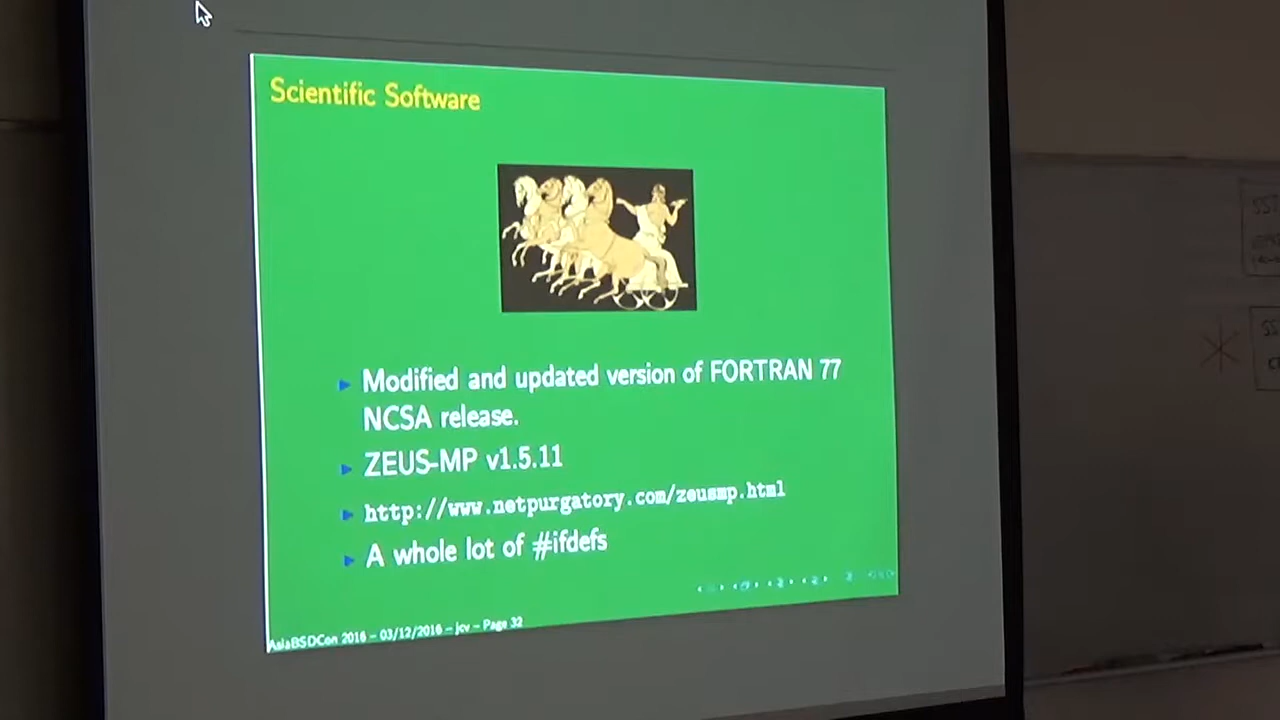 Scientific Software
Modified and updated version of FORTRAN 77
NCSA release.
ZEUS-MP v1.5.11
http://www.netpurgatory.com/zeusmp.html
A whole lot of #ifdefs
AsiaBSDCon 2016 – 03/12/2016 – jcv – Page 32